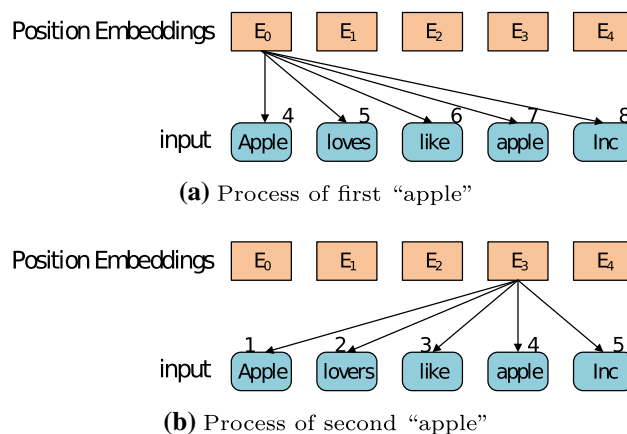 Position Embeddings E0 E1 E2 E3 E4
4 5 6 7 8
input Apple loves like apple Inc
(a) Process of first “apple”
Position Embeddings E0 E1 E2 E3 E4
1 2 3 4 5
input Apple lovers like apple Inc
(b) Process of second “apple”